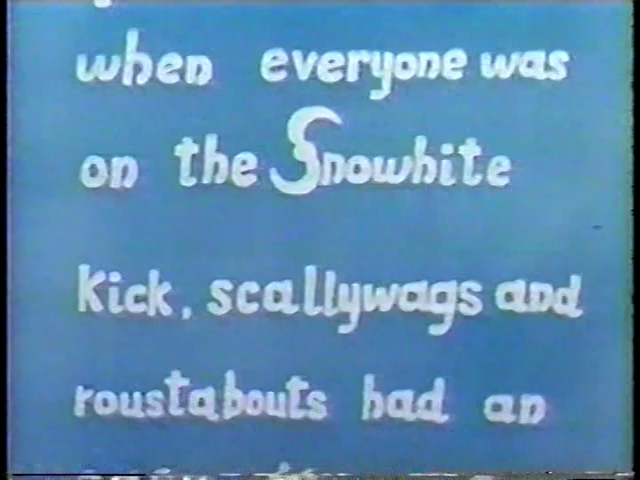 when everyone was
on the Snowhite
Kick, scallywags and
roustabouts had an